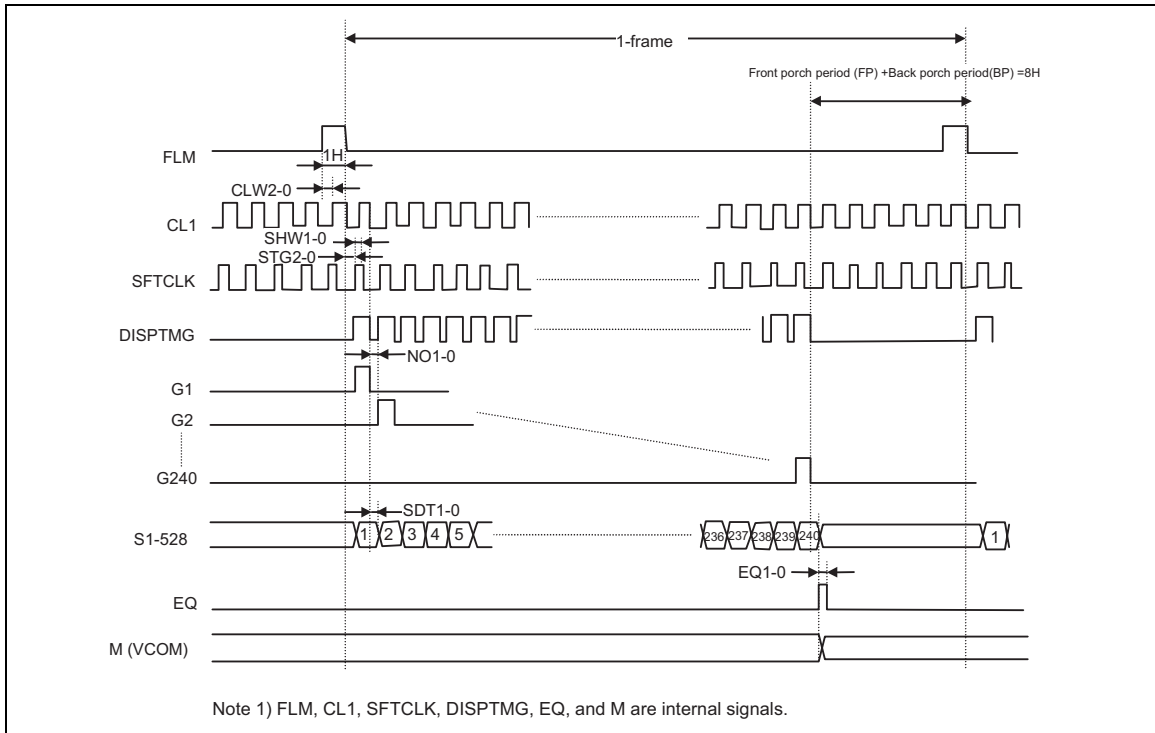 1-frame
Front porch period (FP) +Back porch period(BP) =8H
FLM
1H
CLW2-0
CL1
SHW1-0
STG2-0
SFTCLK
DISPTMG
NO1-0
G1
G2
G240
SDT1-0
S1-528
1 2 3 4 5
236 237 238 239 240
1
EQ1-0
EQ
M (VCOM)
Note 1) FLM, CL1, SFTCLK, DISPTMG, EQ, and M are internal signals.